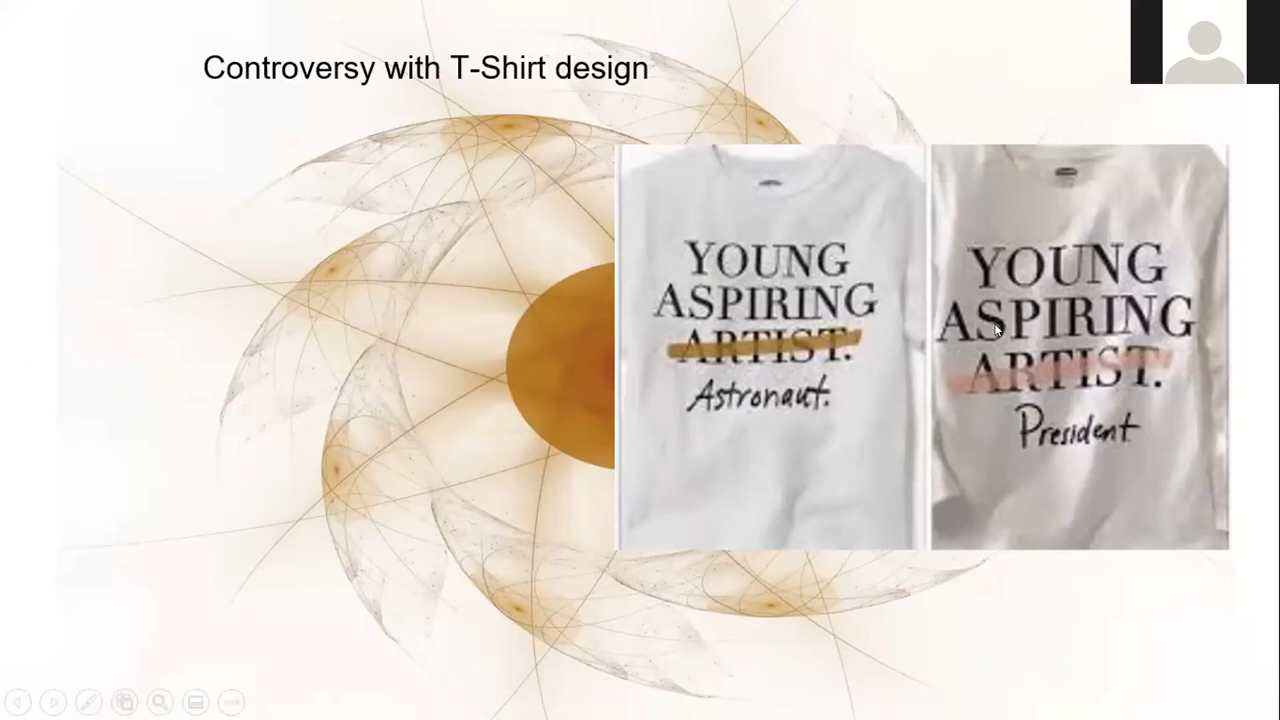 Controversy with T-Shirt design
YOUNG
ASPIRING
ARTIST.
Astronaut.
YOUNG
ASPIRING
ARTIST.
President